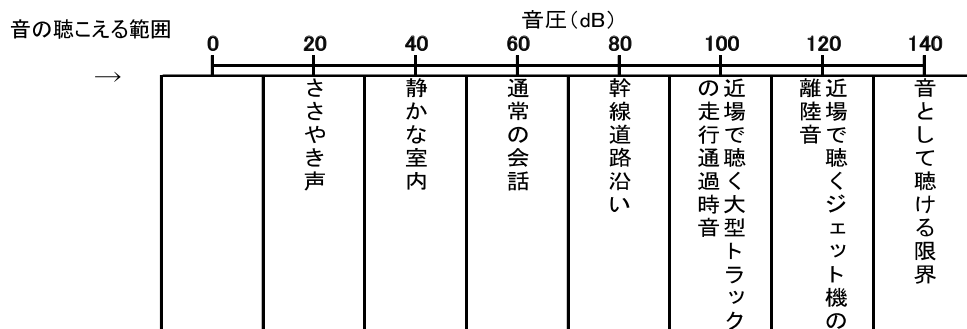 音圧(dB)
音の聴こえる範囲
0 20 40 60 80 100 120 140
→
ささやき声
静かな室内
通常の会話
幹線道路沿い
近場で聴く大型トラック
の走行通過時音
近場で聴くジェット機の
離陸音
音として聴ける限界